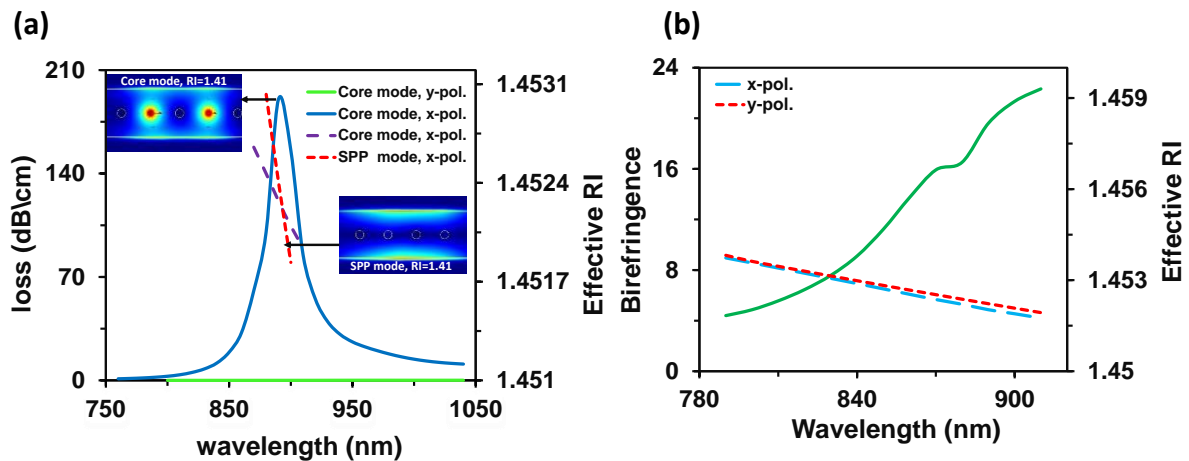 (a)
210
140
70
0
loss (dB\cm)
750
850
950
1050
wavelength (nm)
1.4531
1.4524
1.4517
1.451
Effective RI
Core mode, RI=1.41
Core mode, y-pol.
Core mode, x-pol.
Core mode, x-pol.
SPP mode, x-pol.
SPP mode, RI=1.41
(b)
24
16
8
0
Birefringence
780
840
900
Wavelength (nm)
1.459
1.456
1.453
1.45
Effective RI
x-pol.
y-pol.